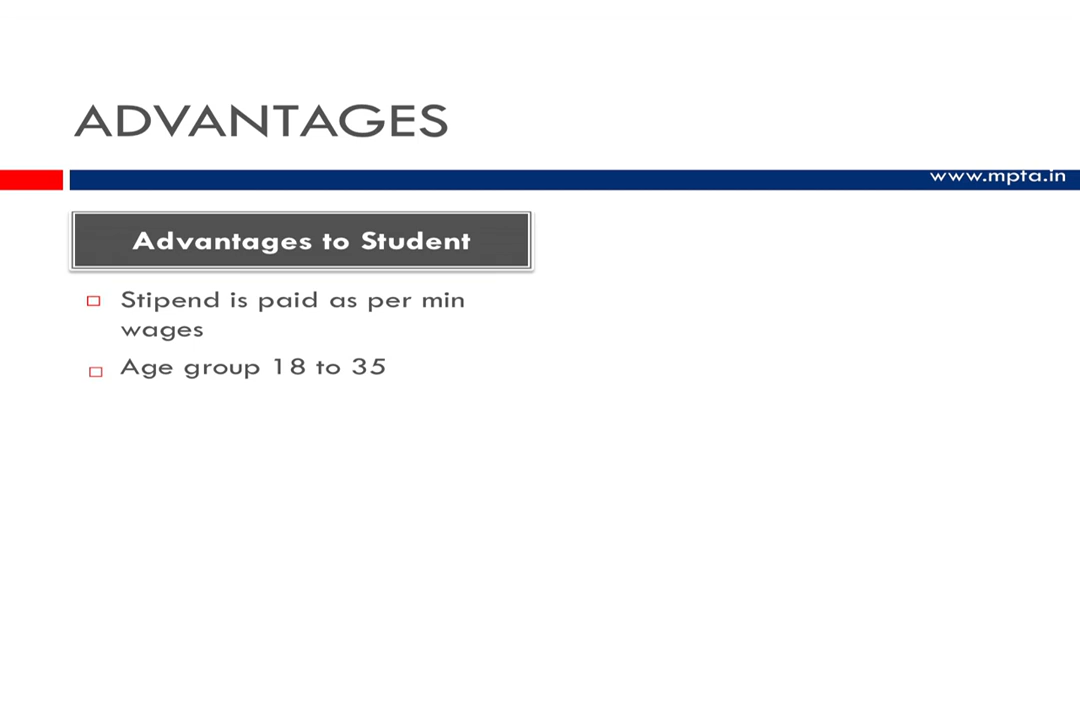 ADVANTAGES
www.mpta.in
Advantages to Student
Stipend is paid as per min
wages
Age group 18 to 35